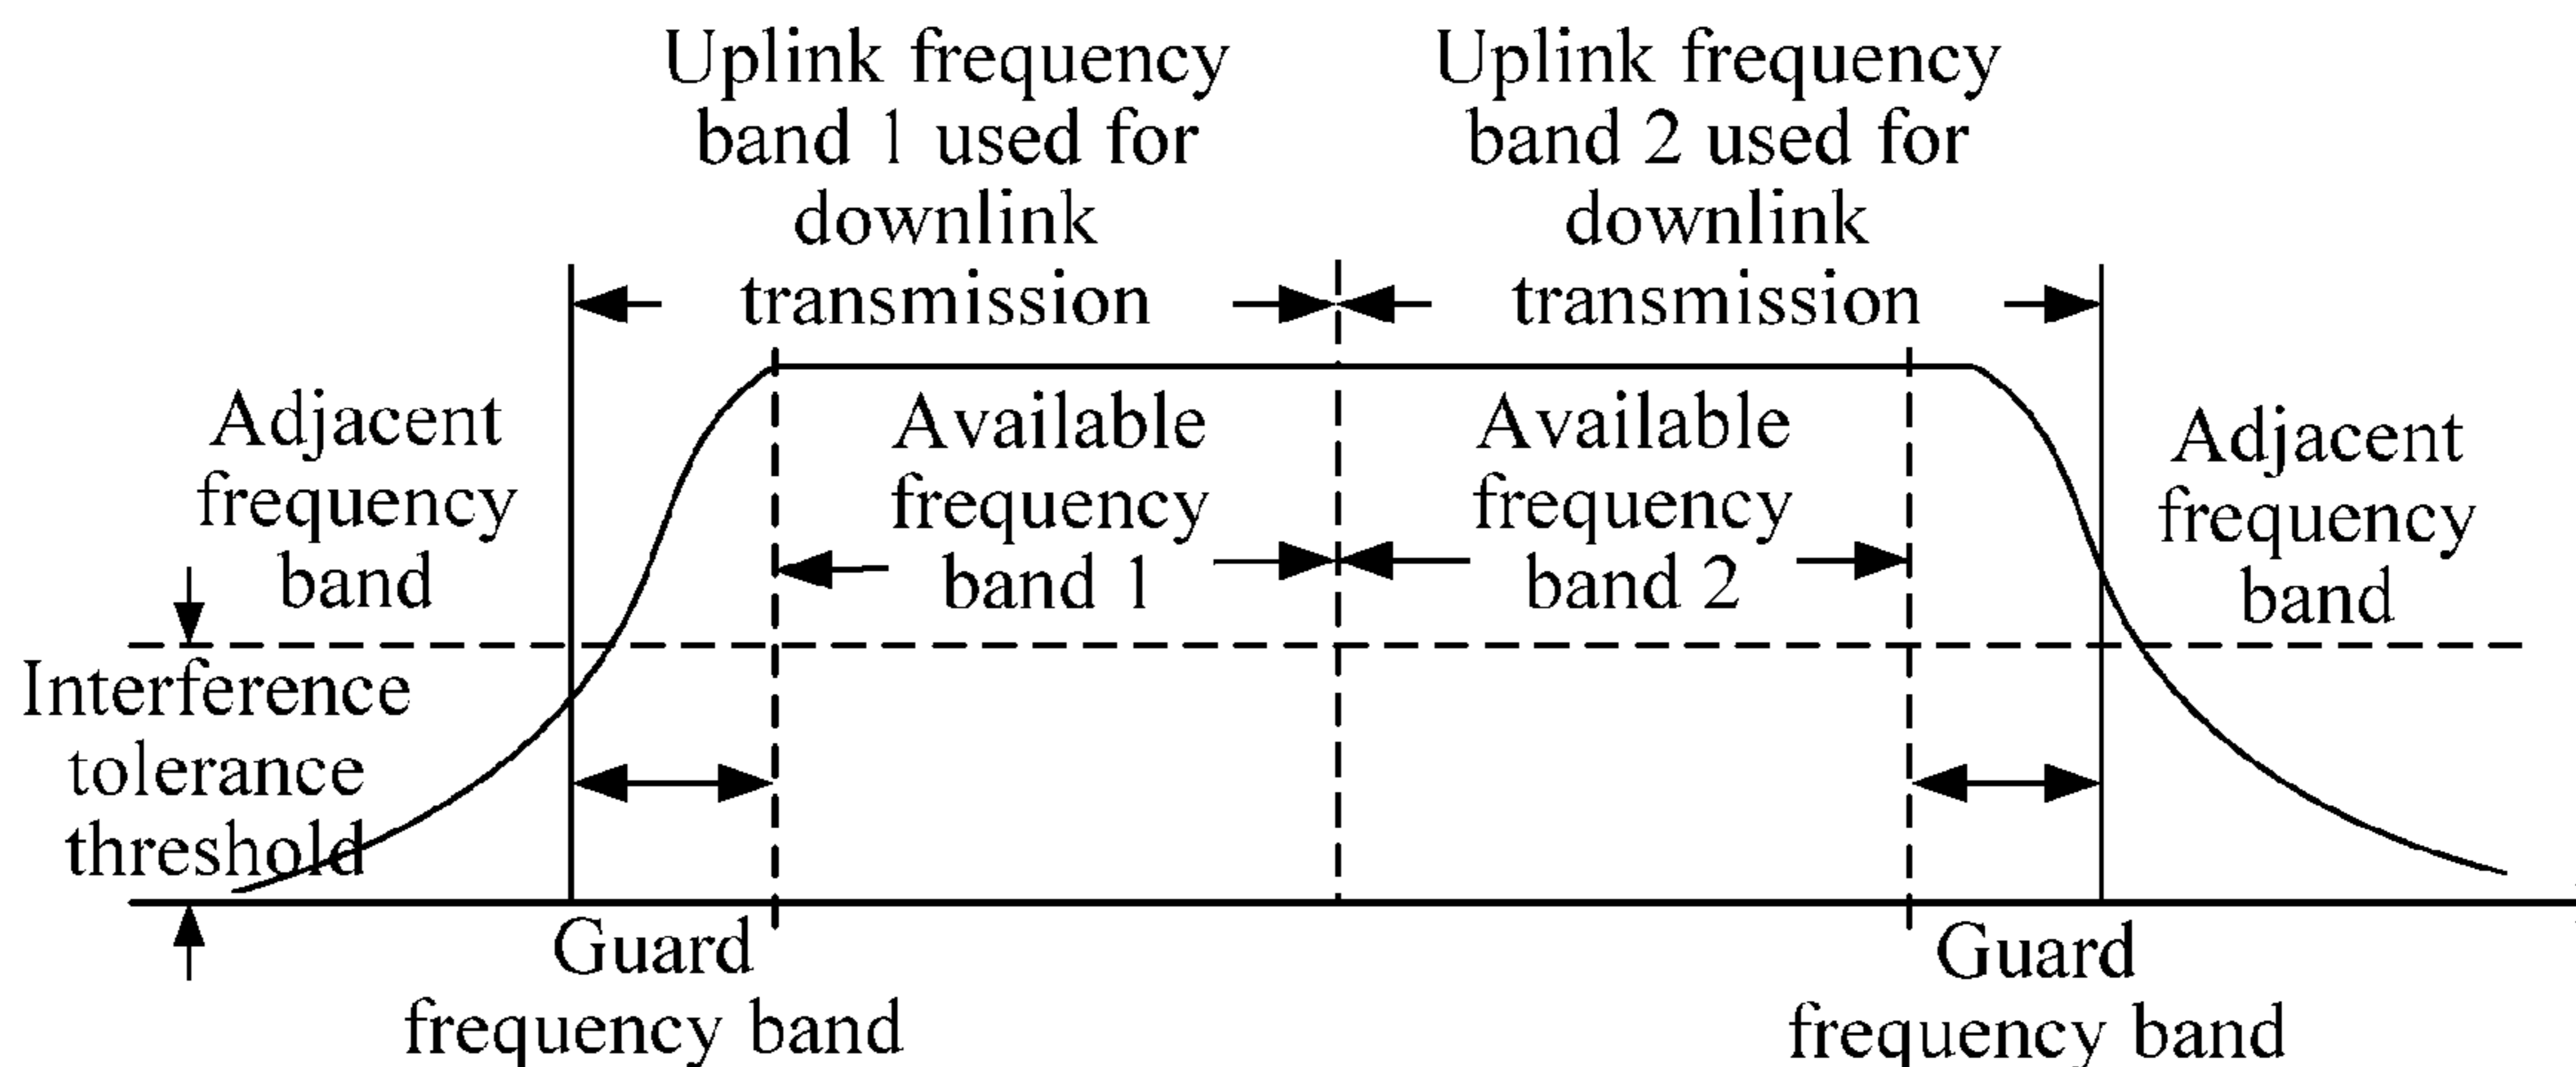 Uplink frequency
band 1 used for
downlink
transmission
Uplink frequency
band 2 used for
downlink
transmission
Adjacent
frequency
band
Available
frequency
band 1
Available
frequency
band 2
Adjacent
frequency
band
Interference
tolerance
threshold
Guard
frequency band
Guard
frequency band